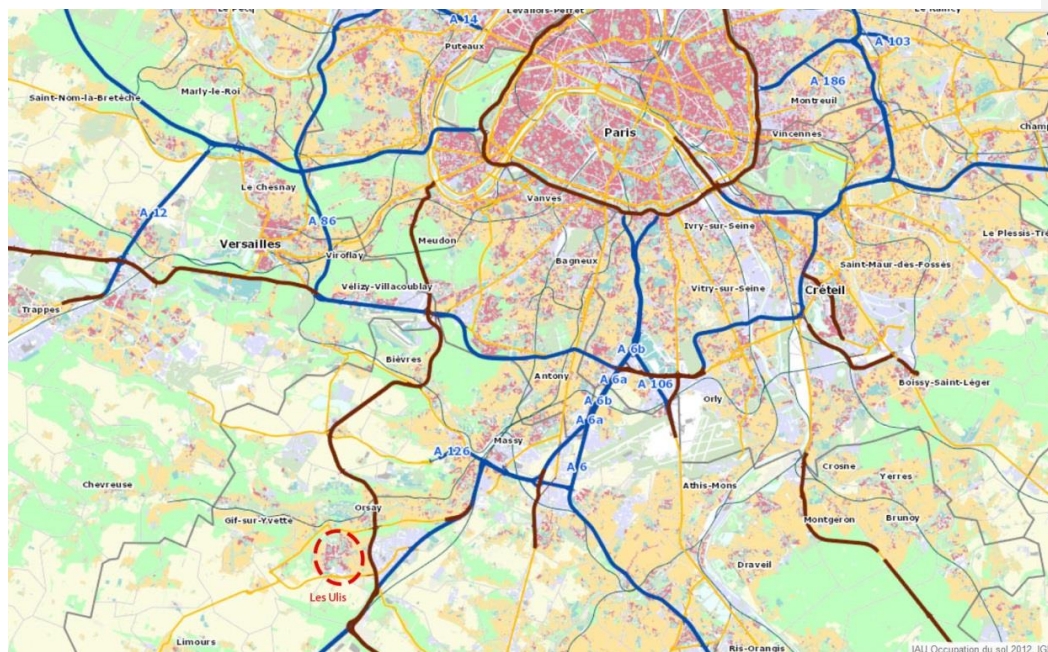 Le Pecq
A 14
Levallois-Perret
Le Raincy
Puteaux
A 103
A 186
Marly-le-Roi
Saint-Nom-la-Bretèche
Montreuil
Paris
Vincennes
Le Chesnay
Vanves
A 12
A 86
Ivry-sur-Seine
Versailles
Meudon
Viroflay
Bagneux
Saint-Maur-des-Fossés
Vélizy-Villacoublay
Vitry-sur-Seine
Créteil
Trappes
Bièvres
A 6b
Antony
A 6a
A 106
Boissy-Saint-Léger
A 6b
Orly
A 6a
Massy
A 126
A 6
Crosne
Chevreuse
Athis-Mons
Yerres
Orsay
Gif-sur-Yvette
Montgeron
Brunoy
Draveil
Les Ulis
Limours
Ris-Orangis
IAU Occupation du sol 2012